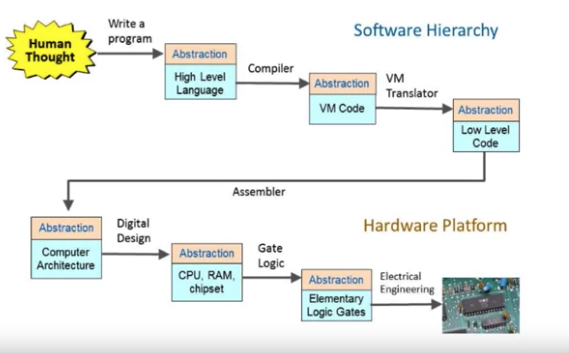 Software Hierarchy
Human
Thought
Write a
program
Abstraction
High Level
Language
Compiler
Abstraction
VM Code
VM
Translator
Abstraction
Low Level
Code
Assembler
Hardware Platform
Abstraction
Computer
Architecture
Digital
Design
Abstraction
CPU, RAM,
chipset
Gate
Logic
Abstraction
Elementary
Logic Gates
Electrical
Engineering